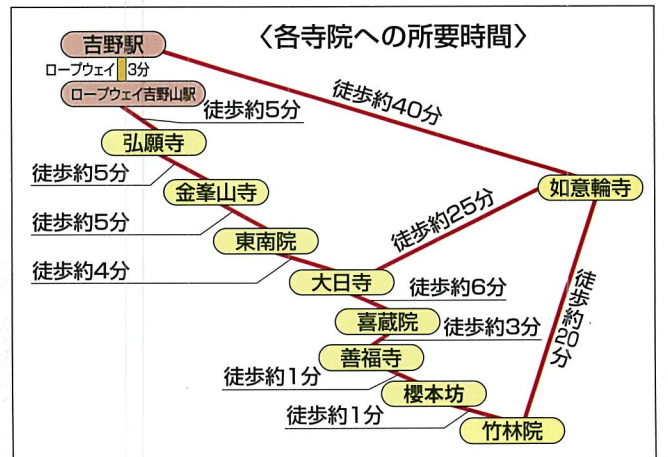 〈各寺院への所要時間〉
吉野駅
ロープウェイ 3分
ロープウェイ吉野山駅
徒歩約40分
徒歩約5分
弘願寺
徒歩約5分
金峯山寺
如意輪寺
徒歩約5分
東南院
徒歩約25分
徒歩約4分
大日寺
徒歩約6分
徒歩約20分
喜蔵院
徒歩約3分
善福寺
徒歩約1分
櫻本坊
徒歩約1分
竹林院